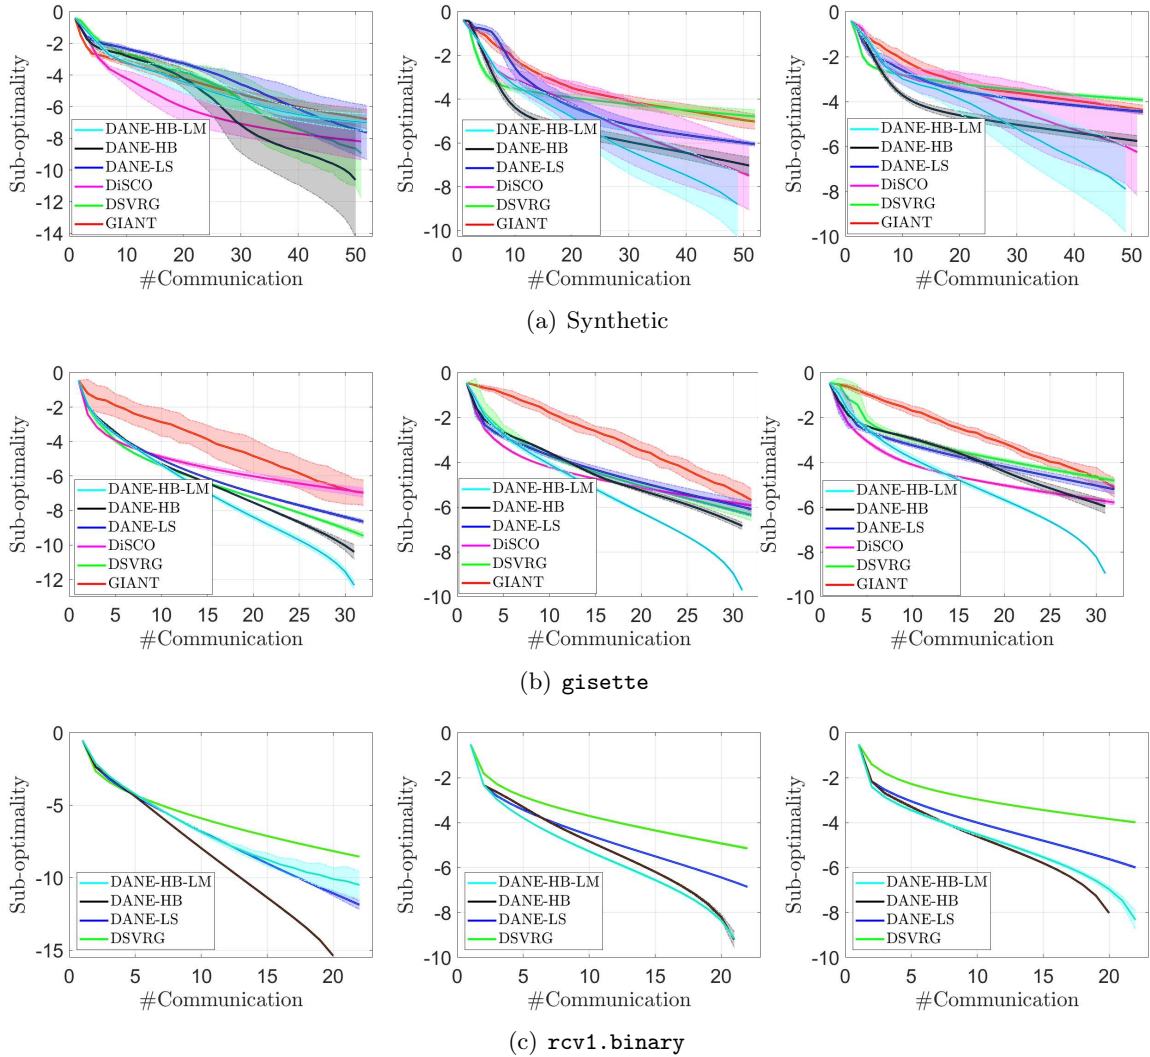 0
-2
-4
-6
-8
-10
-12
-14
Sub-optimality
DANE-HB-LM
DANE-HB
DANE-LS
DiSCO
DSVRG
GIANT
0 10 20 30 40 50
#Communication
0
-2
-4
-6
-8
-10
Sub-optimality
DANE-HB-LM
DANE-HB
DANE-LS
DiSCO
DSVRG
GIANT
0 10 20 30 40 50
#Communication
0
-2
-4
-6
-8
-10
Sub-optimality
DANE-HB-LM
DANE-HB
DANE-LS
DiSCO
DSVRG
GIANT
0 10 20 30 40 50
#Communication
(a) Synthetic
0
-2
-4
-6
-8
-10
-12
Sub-optimality
DANE-HB-LM
DANE-HB
DANE-LS
DiSCO
DSVRG
GIANT
0 5 10 15 20 25 30
#Communication
0
-2
-4
-6
-8
-10
Sub-optimality
DANE-HB-LM
DANE-HB
DANE-LS
DiSCO
DSVRG
GIANT
0 5 10 15 20 25 30
#Communication
0
-2
-4
-6
-8
-10
Sub-optimality
DANE-HB-LM
DANE-HB
DANE-LS
DiSCO
DSVRG
GIANT
0 5 10 15 20 25 30
#Communication
(b) gisette
0
-5
-10
-15
Sub-optimality
DANE-HB-LM
DANE-HB
DANE-LS
DSVRG
0 5 10 15 20
#Communication
0
-2
-4
-6
-8
-10
Sub-optimality
DANE-HB-LM
DANE-HB
DANE-LS
DSVRG
0 5 10 15 20
#Communication
0
-2
-4
-6
-8
-10
Sub-optimality
DANE-HB-LM
DANE-HB
DANE-LS
DSVRG
0 5 10 15 20
#Communication
(c) rcv1.binary